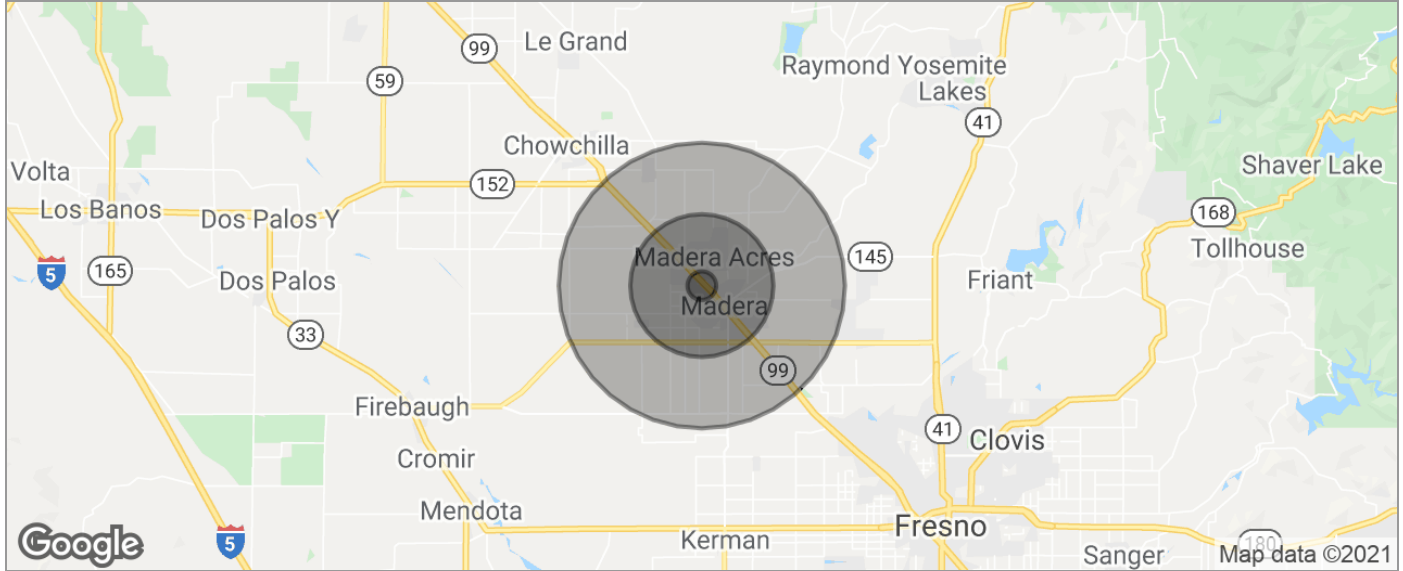 Le Grand
99
59
Raymond Yosemite
Lakes
41
Chowchilla
Volta
152
Shaver Lake
Los Banos
Dos Palos Y
168
Tollhouse
5
165
Madera Acres
145
Dos Palos
Friant
Madera
33
99
Firebaugh
41
Clovis
Cromir
Mendota
Fresno
5
Kerman
180
Sanger
Google
Map data ©2021